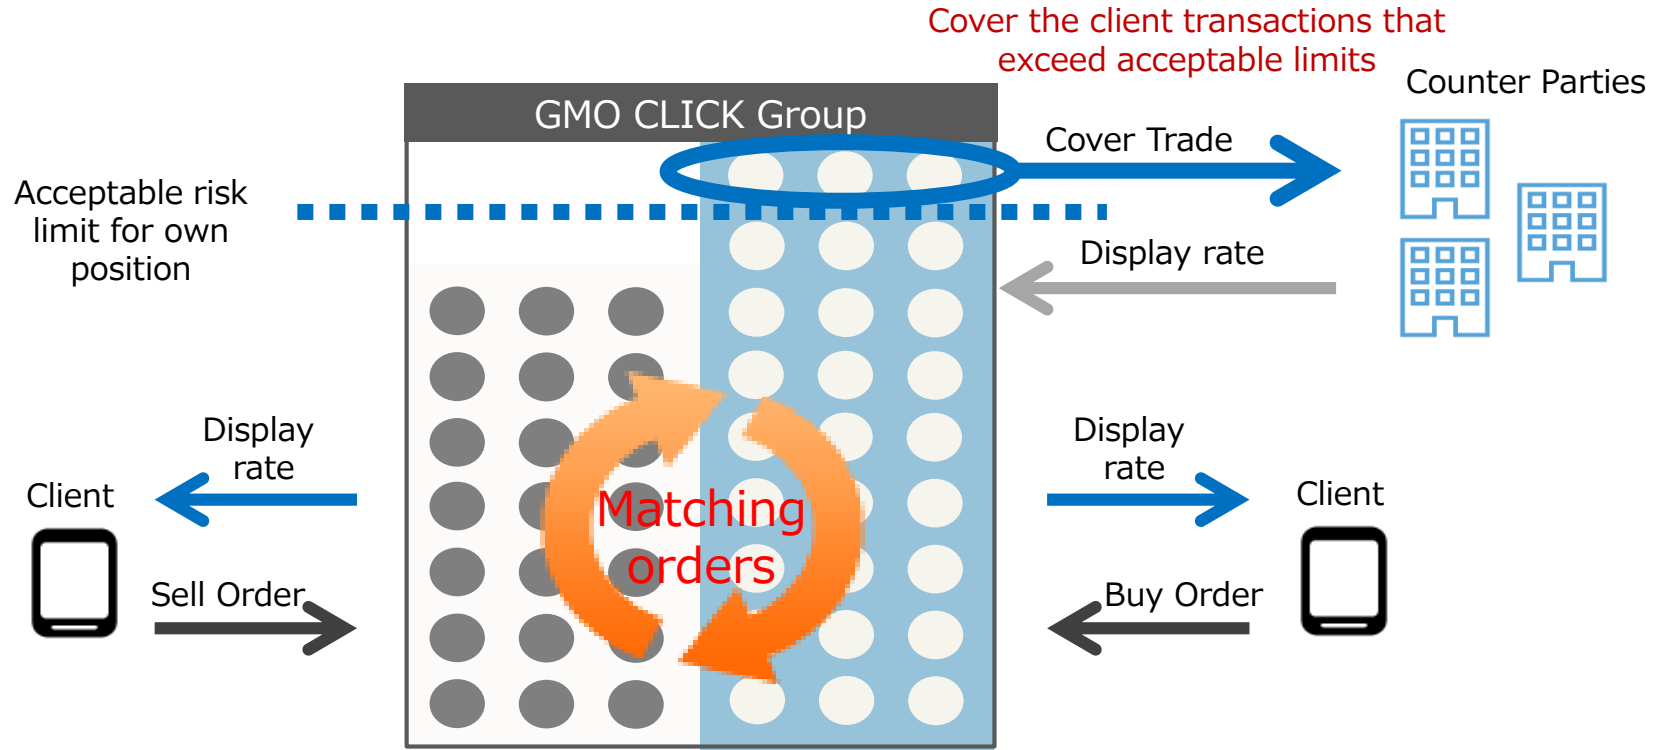 Cover the client transactions that
exceed acceptable limits
Counter Parties
GMO CLICK Group
Cover Trade
Acceptable risk
limit for own
position
Display rate
Display
rate
Client
Sell Order
Matching
orders
Display
rate
Client
Buy Order